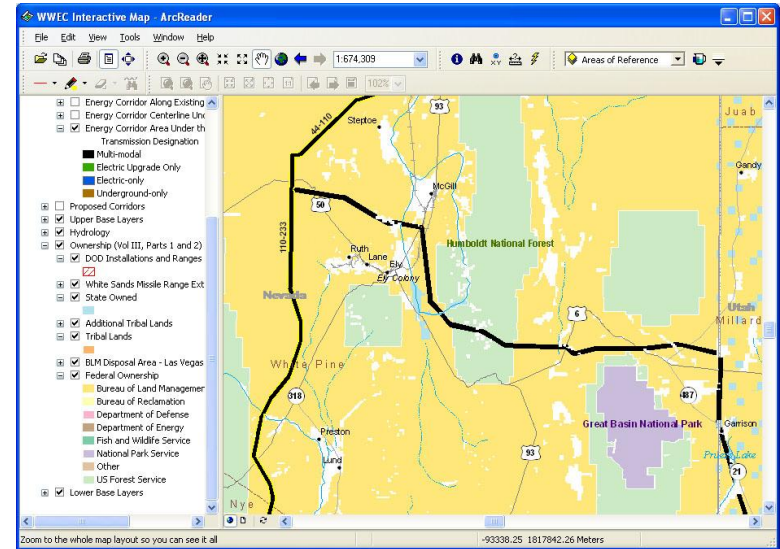 WWEC Interactive Map - ArcReader
File Edit View Tools Window Help
1:674,309
Areas of Reference
102%
Energy Corridor Along Existing
Energy Corridor Centerline Unc
Energy Corridor Area Under th
Transmission Designation
Multi-modal
Electric Upgrade Only
Electric-only
Underground-only
Proposed Corridors
Upper Base Layers
Hydrology
Ownership (Vol III, Parts 1 and 2)
DOD Installations and Ranges
White Sands Missile Range Ext
State Owned
Additional Tribal Lands
Tribal Lands
BLM Disposal Area - Las Vegas
Federal Ownership
Bureau of Land Managemer
Bureau of Reclamation
Department of Defense
Department of Energy
Fish and Wildlife Service
National Park Service
Other
US Forest Service
Lower Base Layers
93
Juab
44-110
Steptoe
Gandy
McGill
50
110-233
Ruth
Lane
Ely
Ely Colony
Humboldt National Forest
Nevada
Utah
6
Millard
White Pine
318
487
Great Basin National Park
Garrison
Preston
Lund
93
21
Nye
Zoom to the whole map layout so you can see it all
-93338.25 1817842.26 Meters